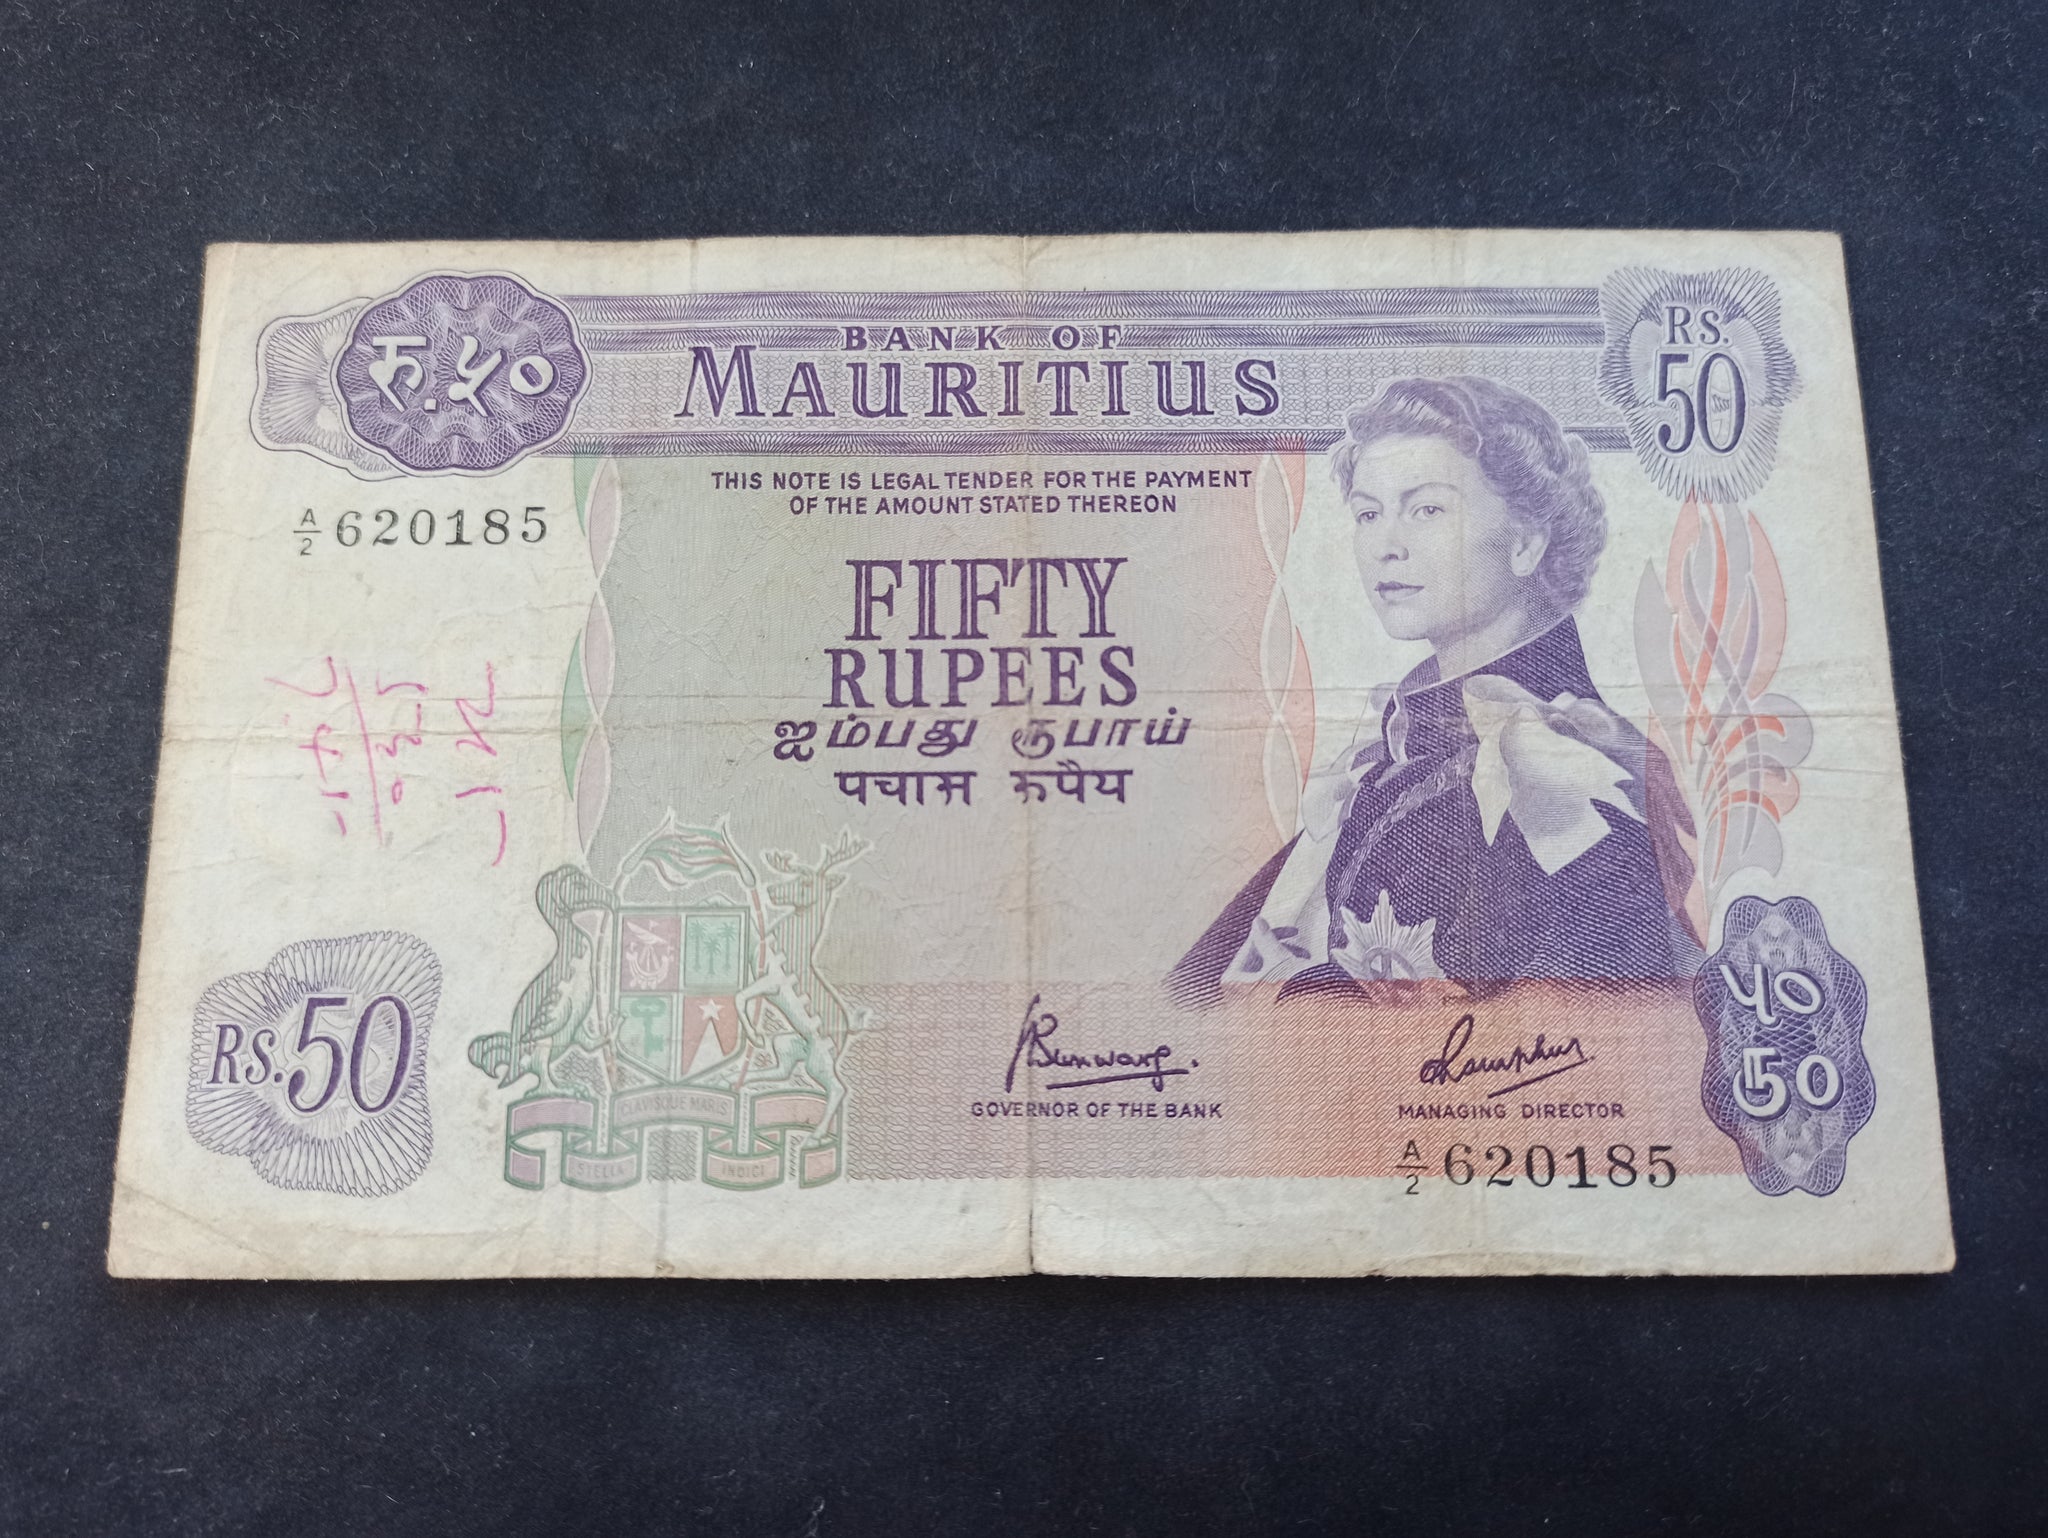 रु.५०
BANK OF
MAURITIUS
RS.
50
THIS NOTE IS LEGAL TENDER FOR THE PAYMENT
OF THE AMOUNT STATED THEREON
A/2 620185
FIFTY
RUPEES
ஐம்பது ரூபாய்
पचास रुपैय
RS.50
CLAVISQUE MARIS
STELLA
INDICI
GOVERNOR OF THE BANK
MANAGING DIRECTOR
A/2 620185
५०
50